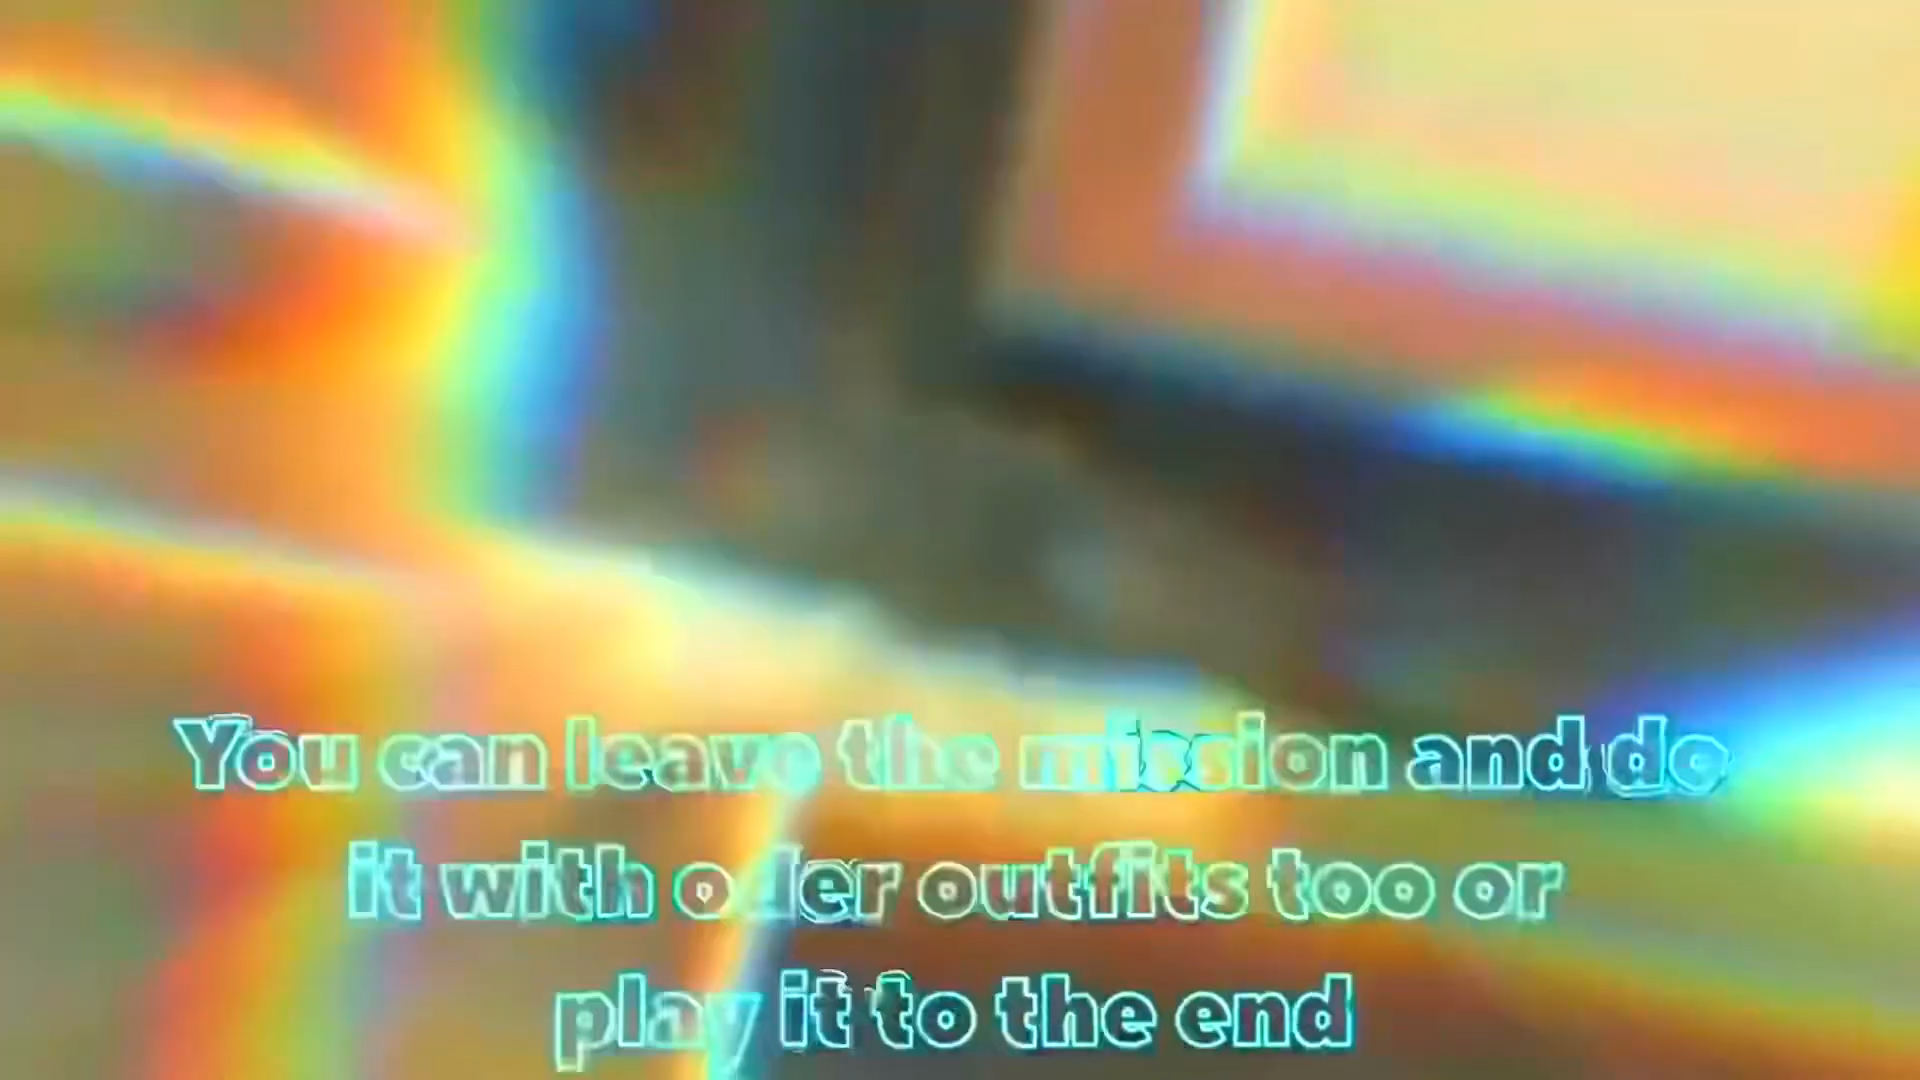 You can leave the mission and do
it with oder outfits too or
play it to the end